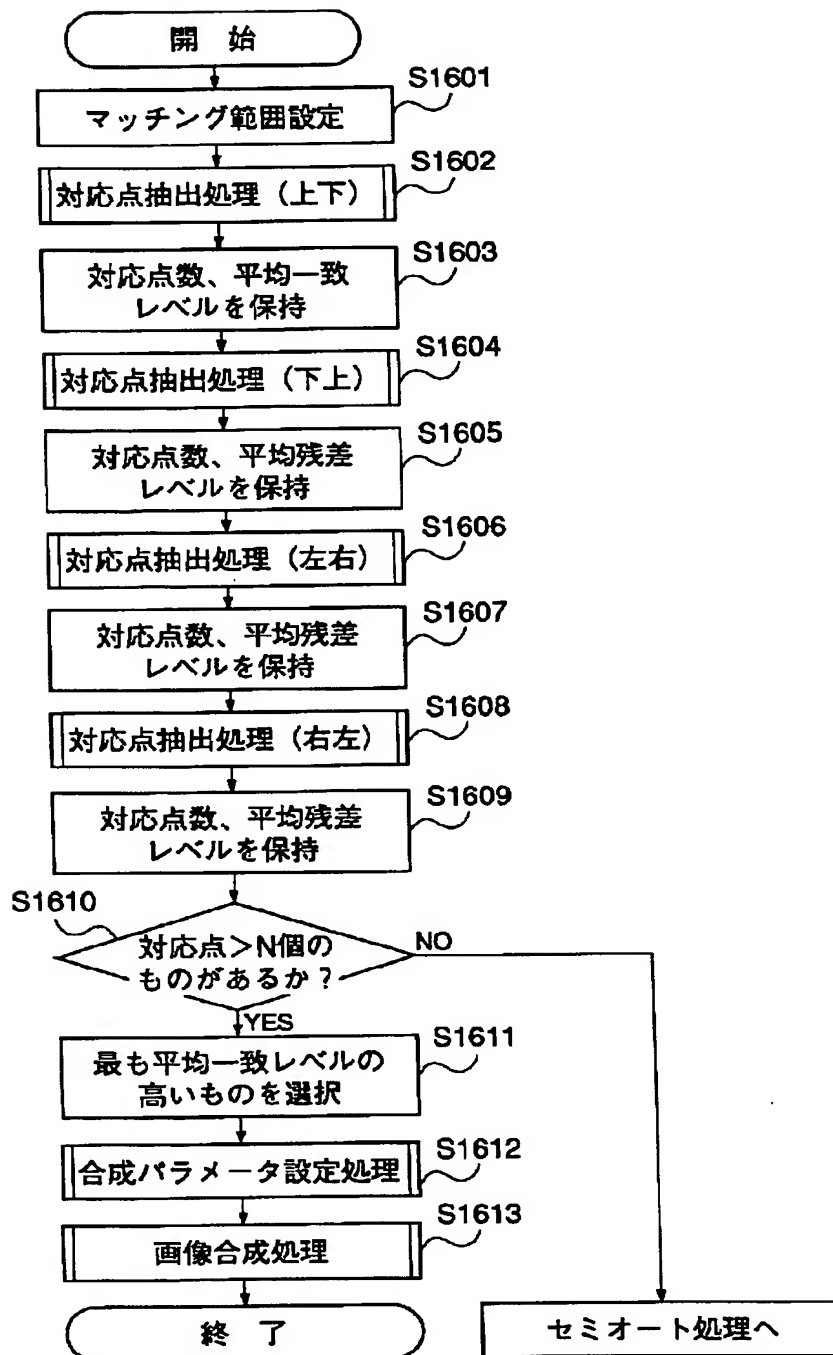 開 始
S1601
マッチング範囲設定
S1602
対応点抽出処理（上下）
S1603
対応点数、平均一致
レベルを保持
S1604
対応点抽出処理（下上）
S1605
対応点数、平均残差
レベルを保持
S1606
対応点抽出処理（左右）
S1607
対応点数、平均残差
レベルを保持
S1608
対応点抽出処理（右左）
S1609
対応点数、平均残差
レベルを保持
S1610
対応点＞N個の
ものがあるか？
NO
YES
S1611
最も平均一致レベルの
高いものを選択
S1612
合成パラメータ設定処理
S1613
画像合成処理
終 了
セミオート処理へ